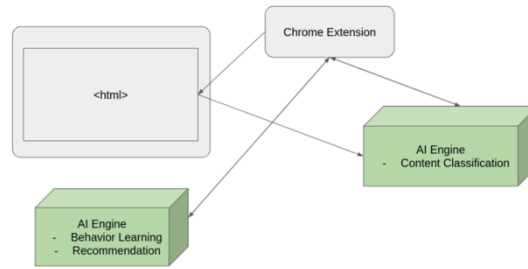 Chrome Extension
<html>
AI Engine
- Content Classification
AI Engine
- Behavior Learning
- Recommendation